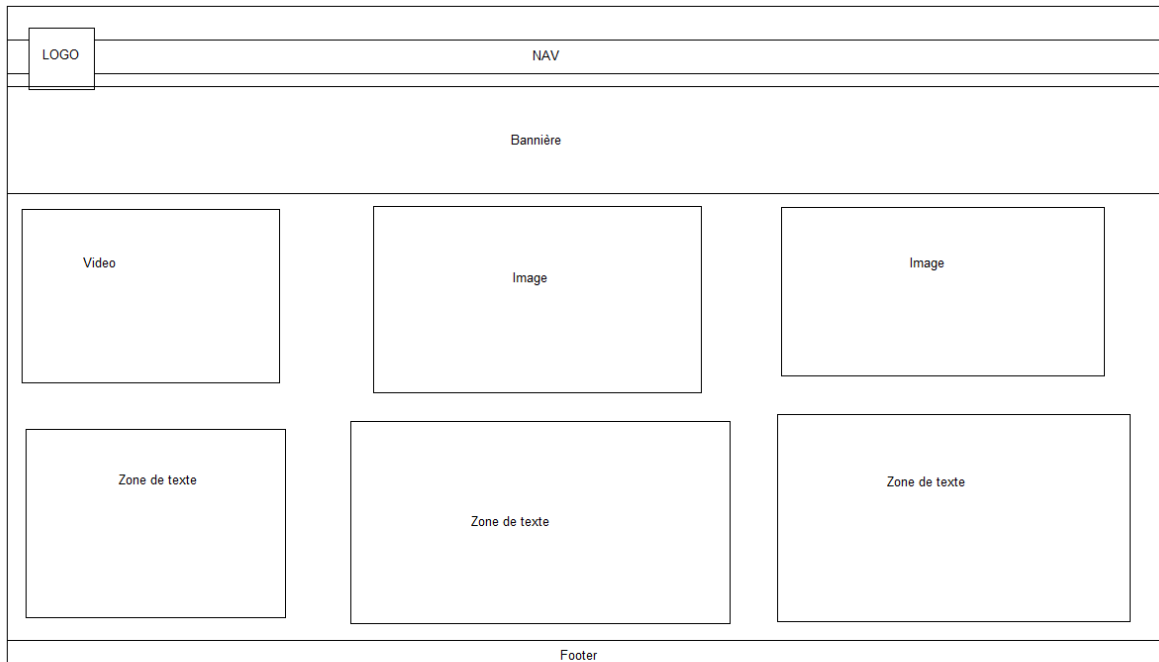 LOGO
NAV
Bannière
Video
Image
Image
Zone de texte
Zone de texte
Zone de texte
Footer